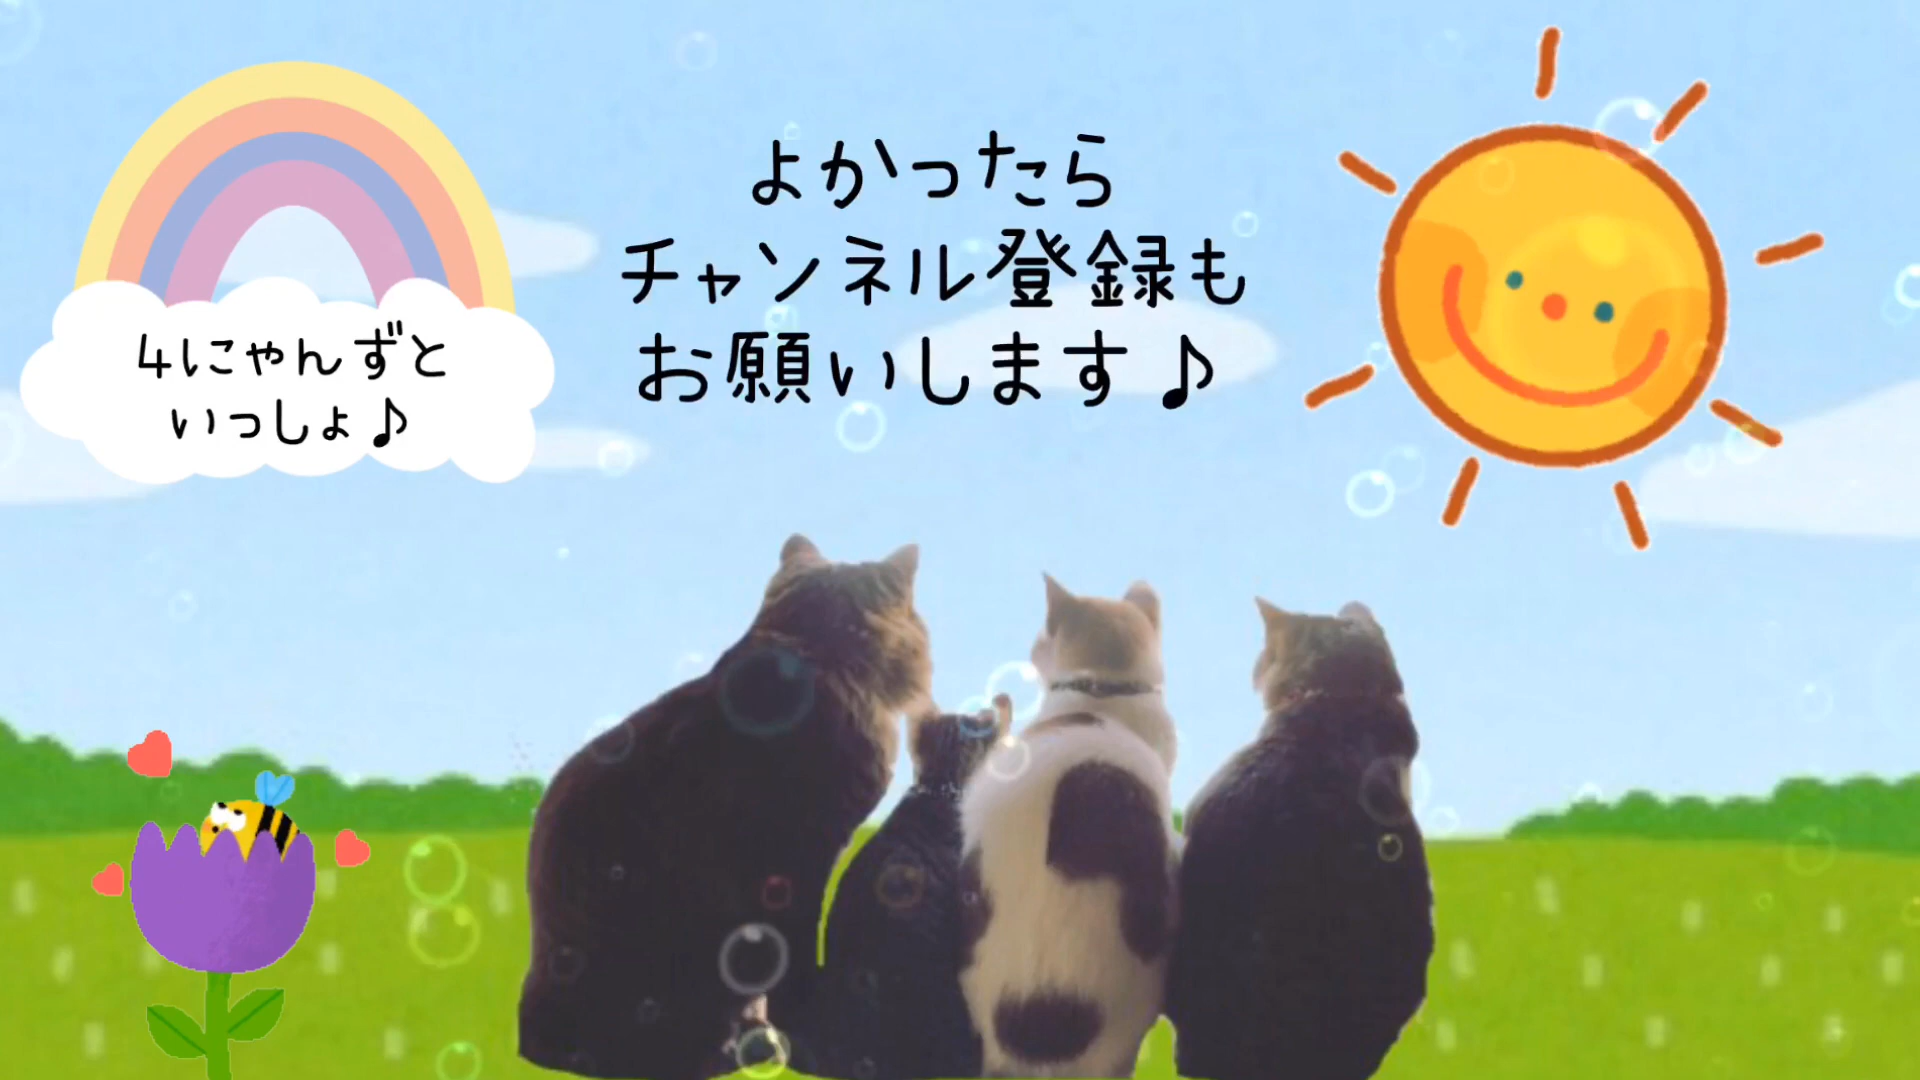 よかったら
チャンネル登録も
お願いします♪
4にゃんずと
いっしょ♪